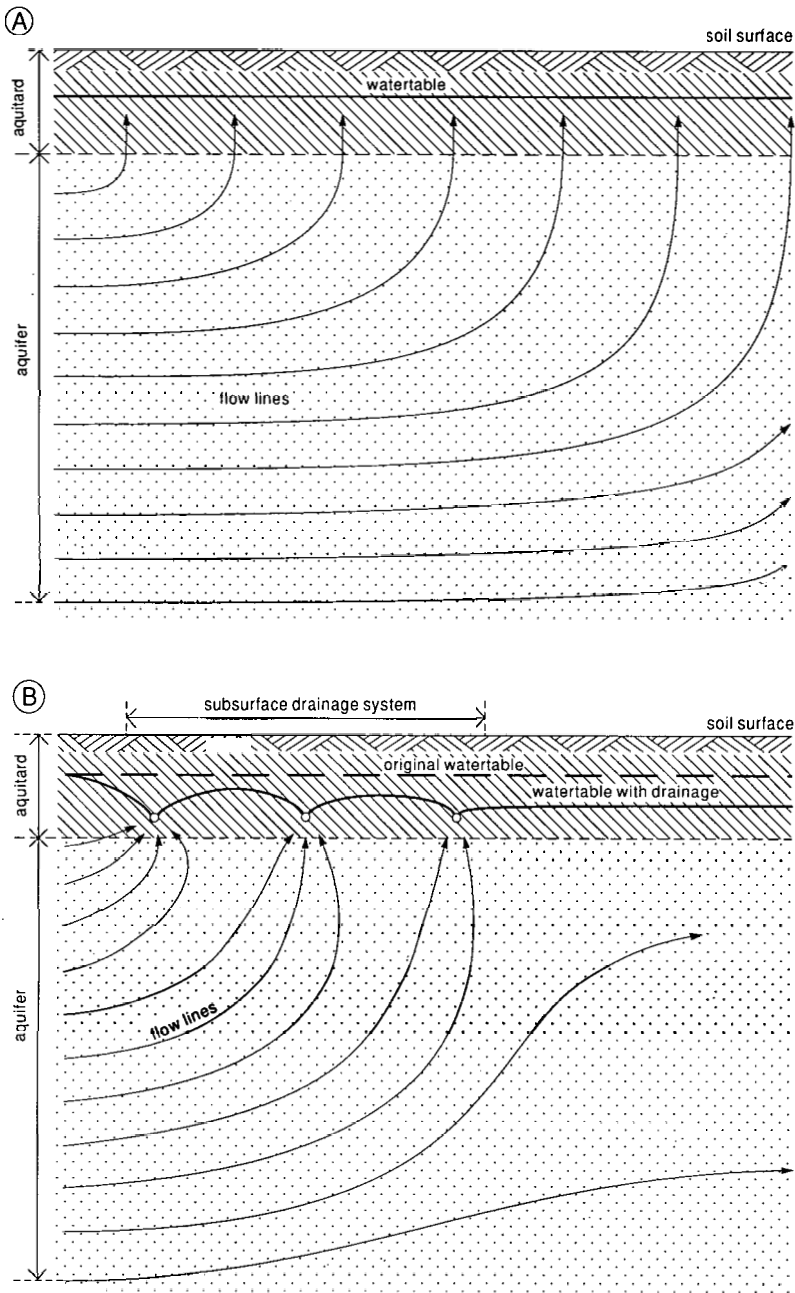 A
soil surface
watertable
aquitard
aquifer
flow lines
B
subsurface drainage system
soil surface
original watertable
watertable with drainage
aquitard
aquifer
flow lines